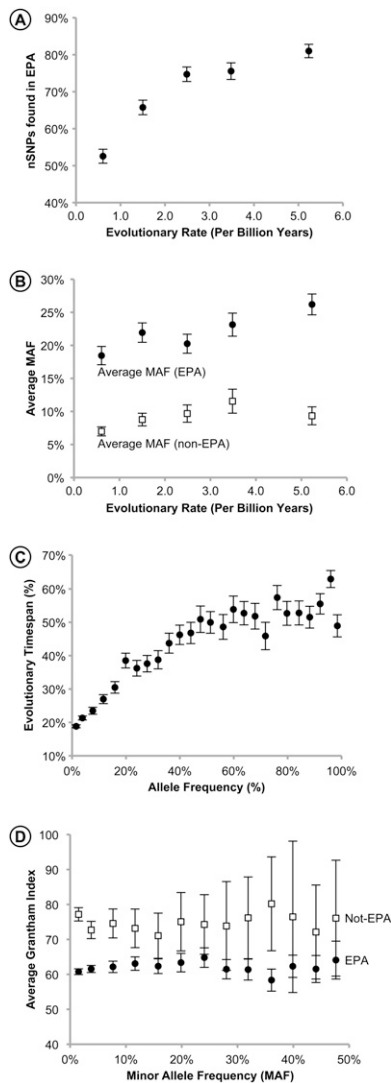 A
90%
80%
70%
60%
50%
40%
nSNPs found in EPA
0.0 1.0 2.0 3.0 4.0 5.0 6.0
Evolutionary Rate (Per Billion Years)
B
30%
25%
20%
15%
10%
5%
0%
Average MAF
Average MAF (EPA)
Average MAF (non-EPA)
0.0 1.0 2.0 3.0 4.0 5.0 6.0
Evolutionary Rate (Per Billion Years)
C
70%
60%
50%
40%
30%
20%
10%
Evolutionary Timespan (%)
0% 20% 40% 60% 80% 100%
Allele Frequency (%)
D
100
90
80
70
60
50
40
Average Grantham Index
Not-EPA
EPA
0% 10% 20% 30% 40% 50%
Minor Allele Frequency (MAF)